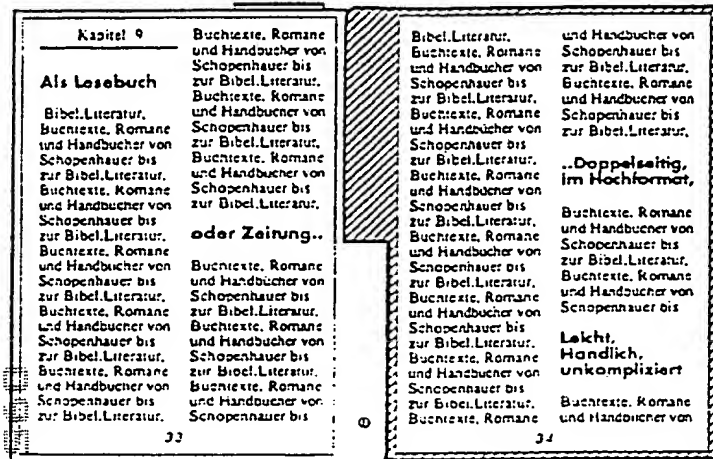 Kapitel 9
Als Lesebuch
Bibel.Literatur,
Buchtexte, Romane
und Handbucher von
Schopenhauer bis
zur Bibel.Literatur,
Buchtexte, Romane
und Handbucher von
Schopenhauer bis
zur Bibel.Literatur,
Buchtexte, Romane
und Handbucher von
Schopenhauer bis
zur Bibel.Literatur,
Buchtexte, Romane
und Handbucher von
Schopenhauer bis
zur Bibel.Literatur,
Buchtexte, Romane
und Handbucher von
Schopenhauer bis
zur Bibel.Literatur,
Buchtexte, Romane
und Handbucher von
Schopenhauer bis
zur Bibel.Literatur,
Buchtexte, Romane
und Handbucher von
Schopenhauer bis
zur Bibel.Literatur,
Buchtexte, Romane
und Handbucher von
Schopenhauer bis
zur Bibel.Literatur,
oder Zeitung..
Buchtexte, Romane
und Handbucher von
Schopenhauer bis
zur Bibel.Literatur,
Buchtexte, Romane
und Handbucher von
Schopenhauer bis
zur Bibel.Literatur,
Buchtexte, Romane
und Handbucher von
Schopenhauer bis
33
Bibel.Literatur,
Buchtexte, Romane
und Handbucher von
Schopenhauer bis
zur Bibel.Literatur,
Buchtexte, Romane
und Handbucher von
Schopenhauer bis
zur Bibel.Literatur,
Buchtexte, Romane
und Handbucher von
Schopenhauer bis
zur Bibel.Literatur,
Buchtexte, Romane
und Handbucher von
Schopenhauer bis
zur Bibel.Literatur,
Buchtexte, Romane
und Handbucher von
Schopenhauer bis
zur Bibel.Literatur,
Buchtexte, Romane
und Handbucher von
Schopenhauer bis
zur Bibel.Literatur,
Buchtexte, Romane
und Handbucher von
Schopenhauer bis
zur Bibel.Literatur,
Buchtexte, Romane
und Handbucher von
Schopenhauer bis
zur Bibel.Literatur,
..Doppelseitig,
im Hochformat,
Buchtexte, Romane
und Handbucher von
Schopenhauer bis
zur Bibel.Literatur,
Buchtexte, Romane
und Handbucher von
Schopenhauer bis
Leicht,
Handlich,
unkompliziert
Buchtexte, Romane
und Handbucher von
34